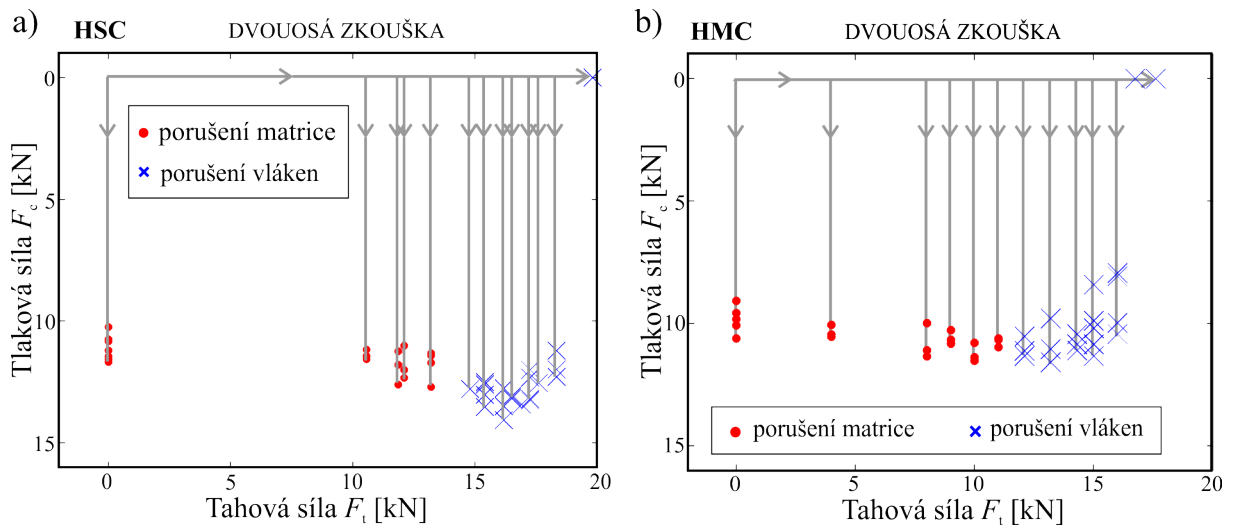 a) HSC DVOUOSÁ ZKOUŠKA
0
5
10
15
Tlaková síla Fc [kN]
porušení matrice
porušení vláken
0 5 10 15 20
Tahová síla Ft [kN]
b) HMC DVOUOSÁ ZKOUŠKA
0
5
10
15
Tlaková síla Fc [kN]
porušení matrice porušení vláken
0 5 10 15 20
Tahová síla Ft [kN]